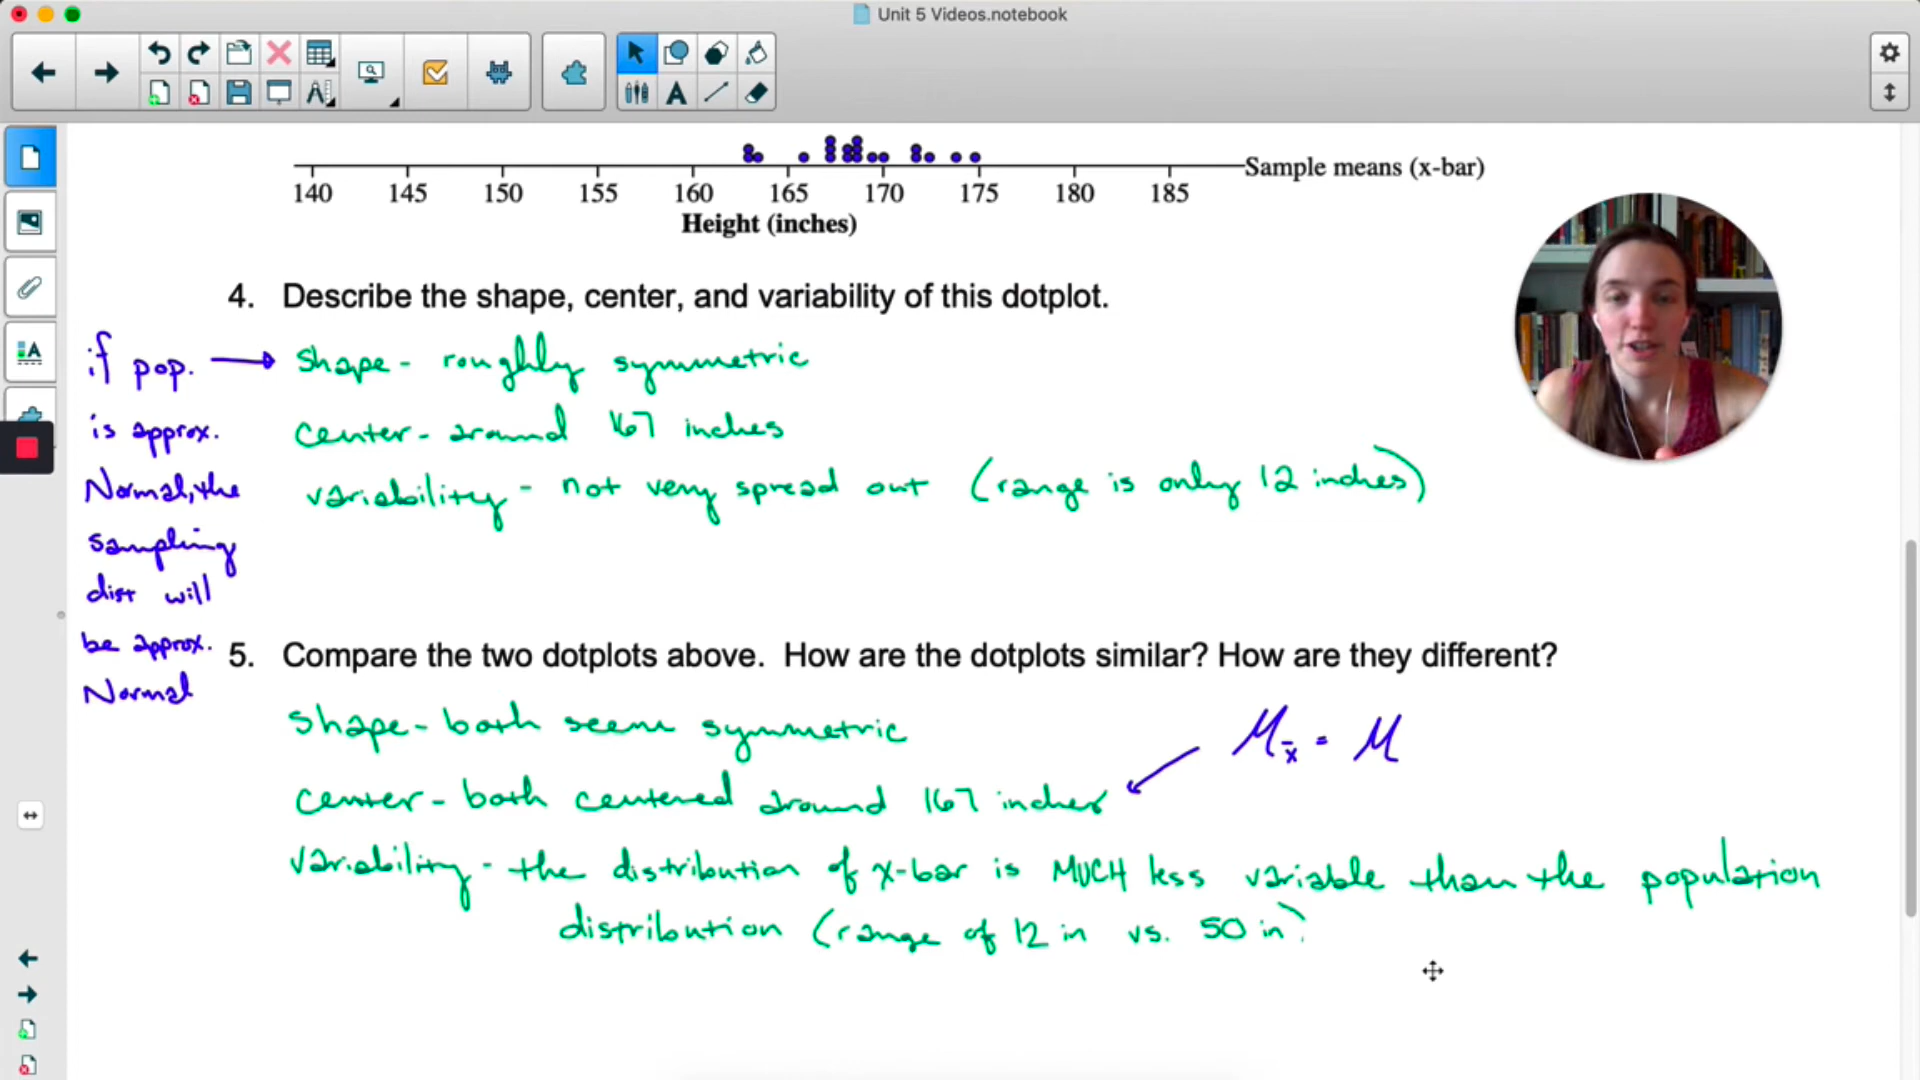 Unit 5 Videos.notebook
Sample means (x-bar)
140 145 150 155 160 165 170 175 180 185
Height (inches)
4. Describe the shape, center, and variability of this dotplot.
if pop.
is approx.
Normal, the
sampling
dist will
be approx.
Normal
shape - roughly symmetric
center - around 167 inches
variability - not very spread out (range is only 12 inches)
5. Compare the two dotplots above. How are the dotplots similar? How are they different?
shape - both seem symmetric
μx̄ = μ
center - both centered around 167 inches
variability - the distribution of x-bar is MUCH less variable than the population
distribution (range of 12 in vs. 50 in)